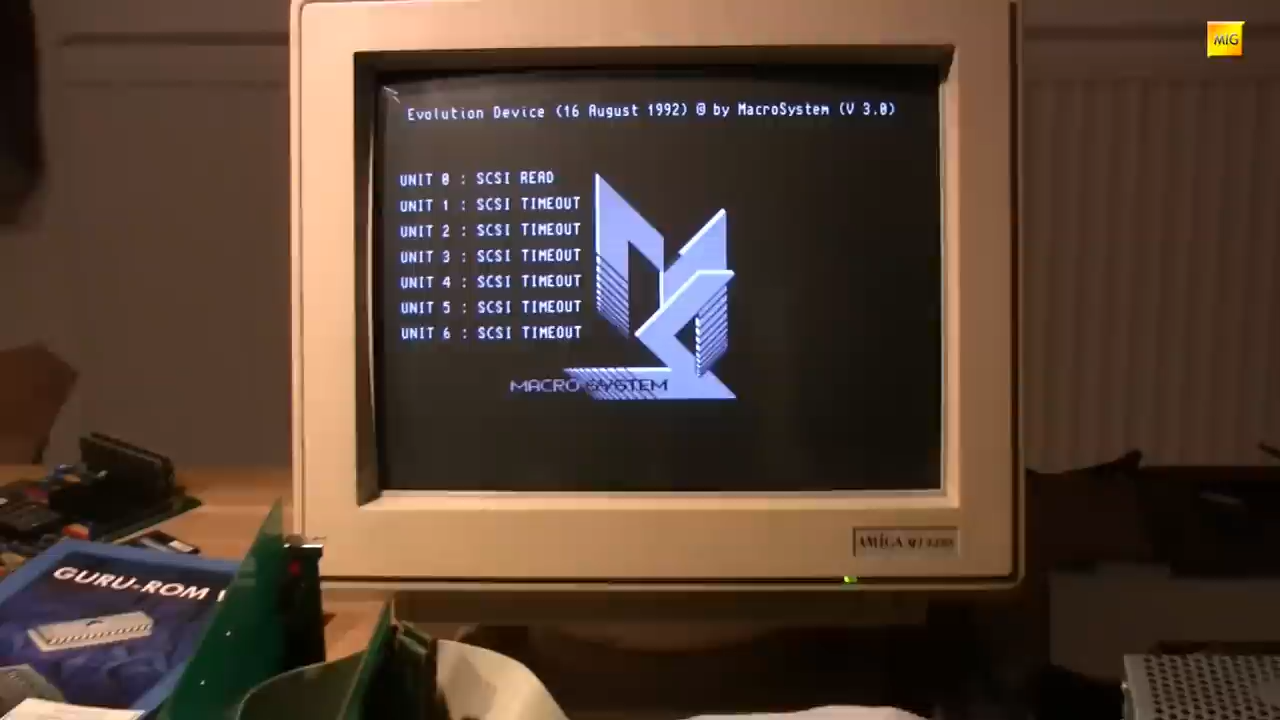 MIG
Evolution Device (16 August 1992) © by MacroSystem (V 3.0)
UNIT 0 : SCSI READ
UNIT 1 : SCSI TIMEOUT
UNIT 2 : SCSI TIMEOUT
UNIT 3 : SCSI TIMEOUT
UNIT 4 : SCSI TIMEOUT
UNIT 5 : SCSI TIMEOUT
UNIT 6 : SCSI TIMEOUT
MACRO SYSTEM
AMIGA
GURU-ROM